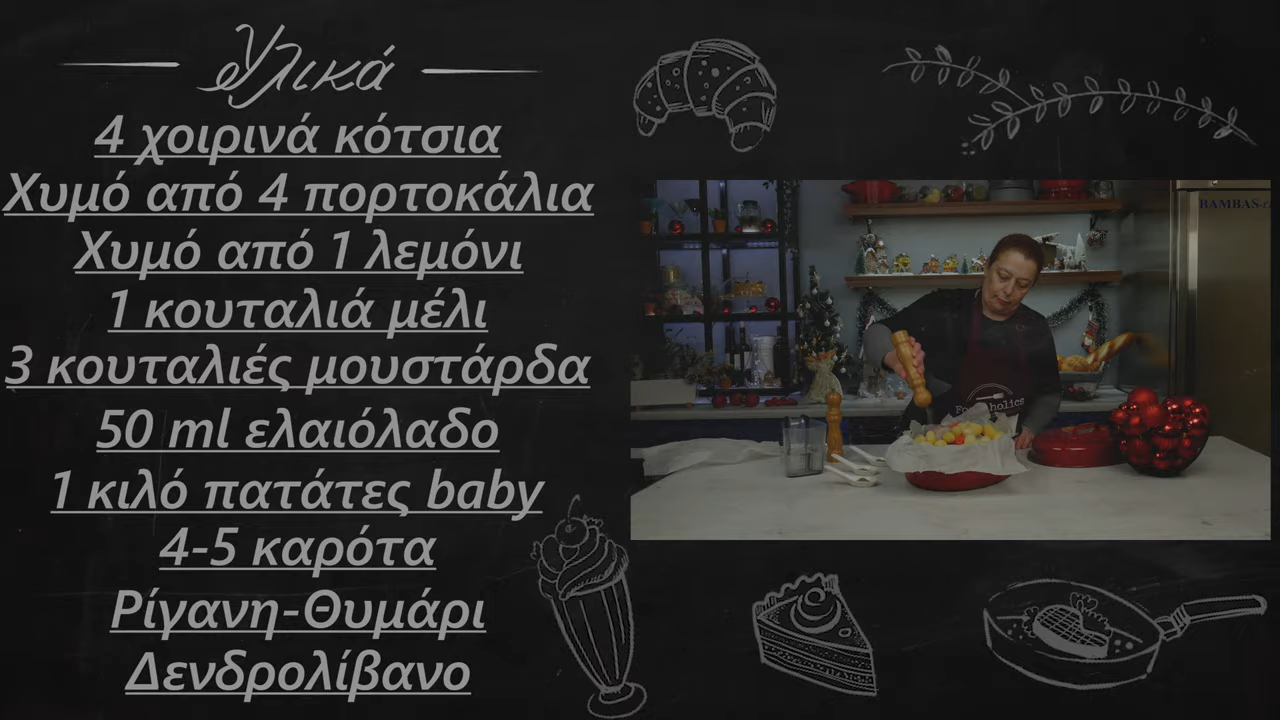 Υλικά
4 χοιρινά κότσια
Χυμό από 4 πορτοκάλια
Χυμό από 1 λεμόνι
1 κουταλιά μέλι
3 κουταλιές μουστάρδα
50 ml ελαιόλαδο
1 κιλό πατάτες baby
4-5 καρότα
Ρίγανη-Θυμάρι
Δενδρολίβανο